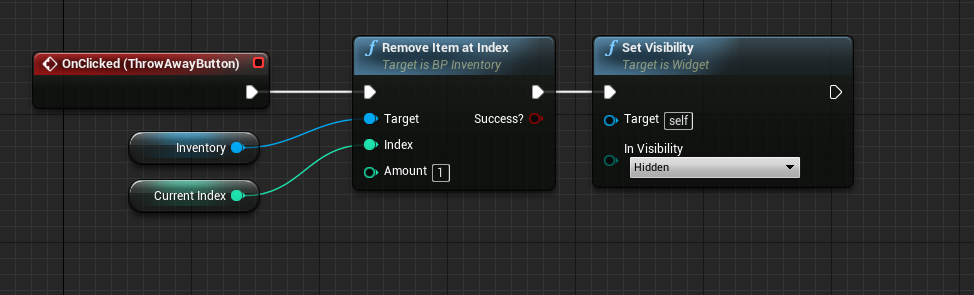 OnClicked (ThrowAwayButton)
Inventory
Current Index
Remove Item at Index
Target is BP Inventory
Target
Success?
Index
Amount 1
Set Visibility
Target is Widget
Target self
In Visibility
Hidden